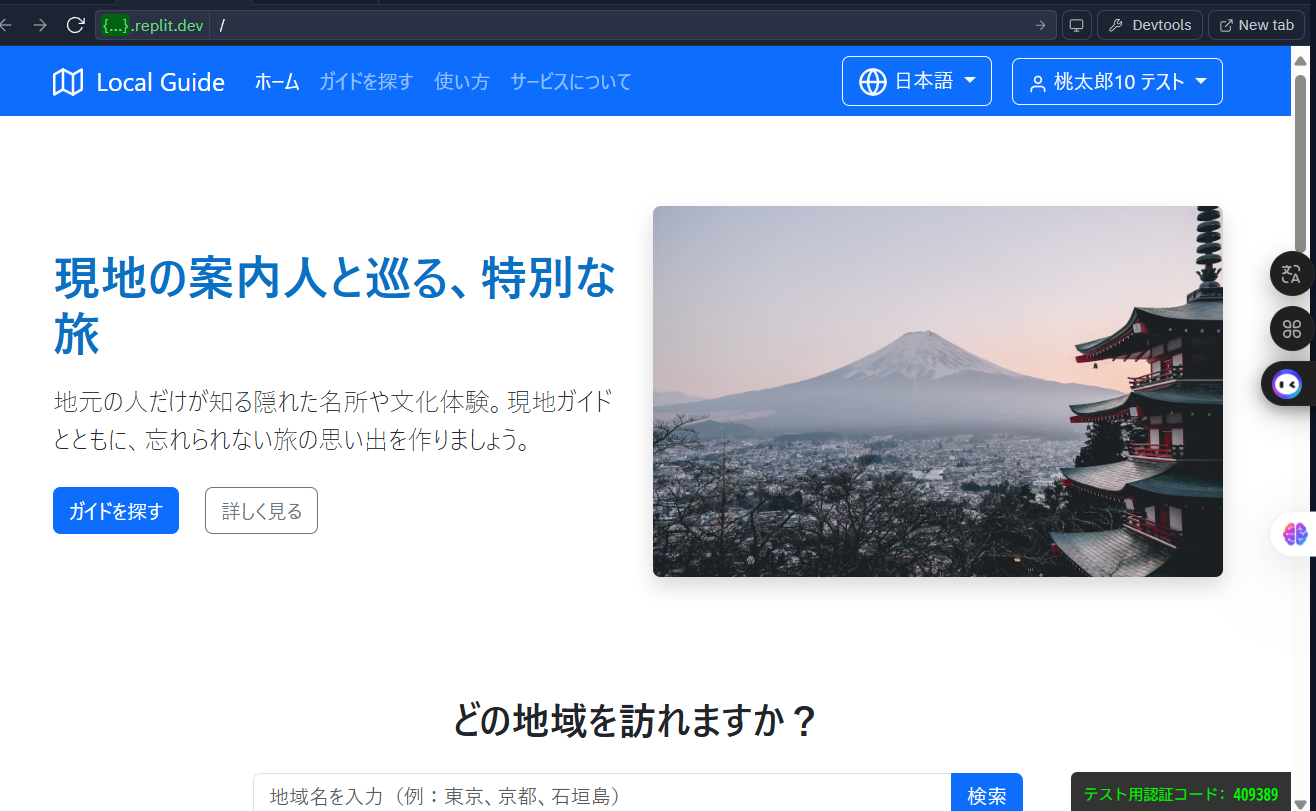 {...}.replit.dev /
Devtools
New tab
Local Guide
ホーム
ガイドを探す
使い方
サービスについて
日本語
桃太郎10 テスト
現地の案内人と巡る、特別な
旅
地元の人だけが知る隠れた名所や文化体験。現地ガイド
とともに、忘れられない旅の思い出を作りましょう。
ガイドを探す
詳しく見る
どの地域を訪れますか？
地域名を入力（例：東京、京都、石垣島）
検索
テスト用認証コード: 409389